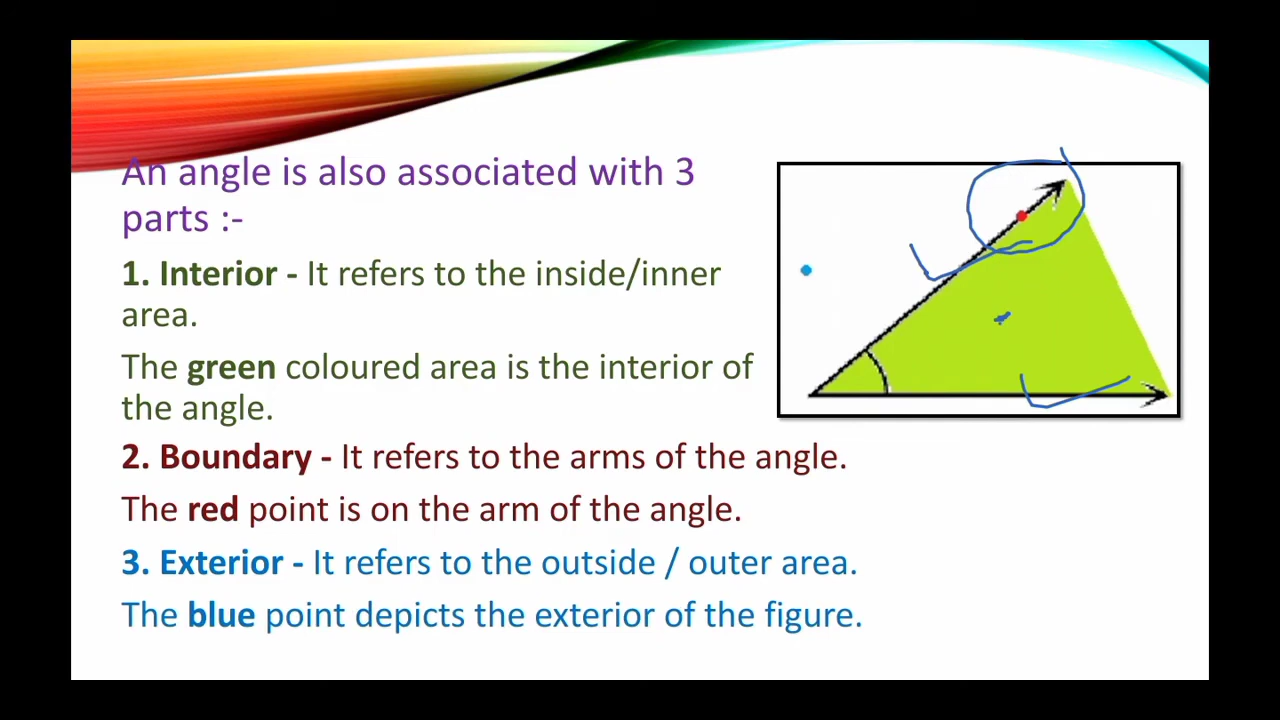 An angle is also associated with 3
parts :-
1. Interior - It refers to the inside/inner
area.
The green coloured area is the interior of
the angle.
2. Boundary - It refers to the arms of the angle.
The red point is on the arm of the angle.
3. Exterior - It refers to the outside / outer area.
The blue point depicts the exterior of the figure.